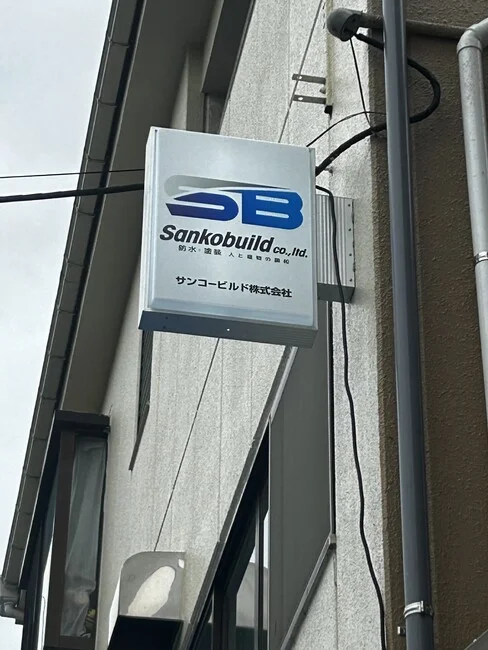 SB
Sankobuild co.,ltd.
防水・塗装 人と建物の調和
サンコービルド株式会社